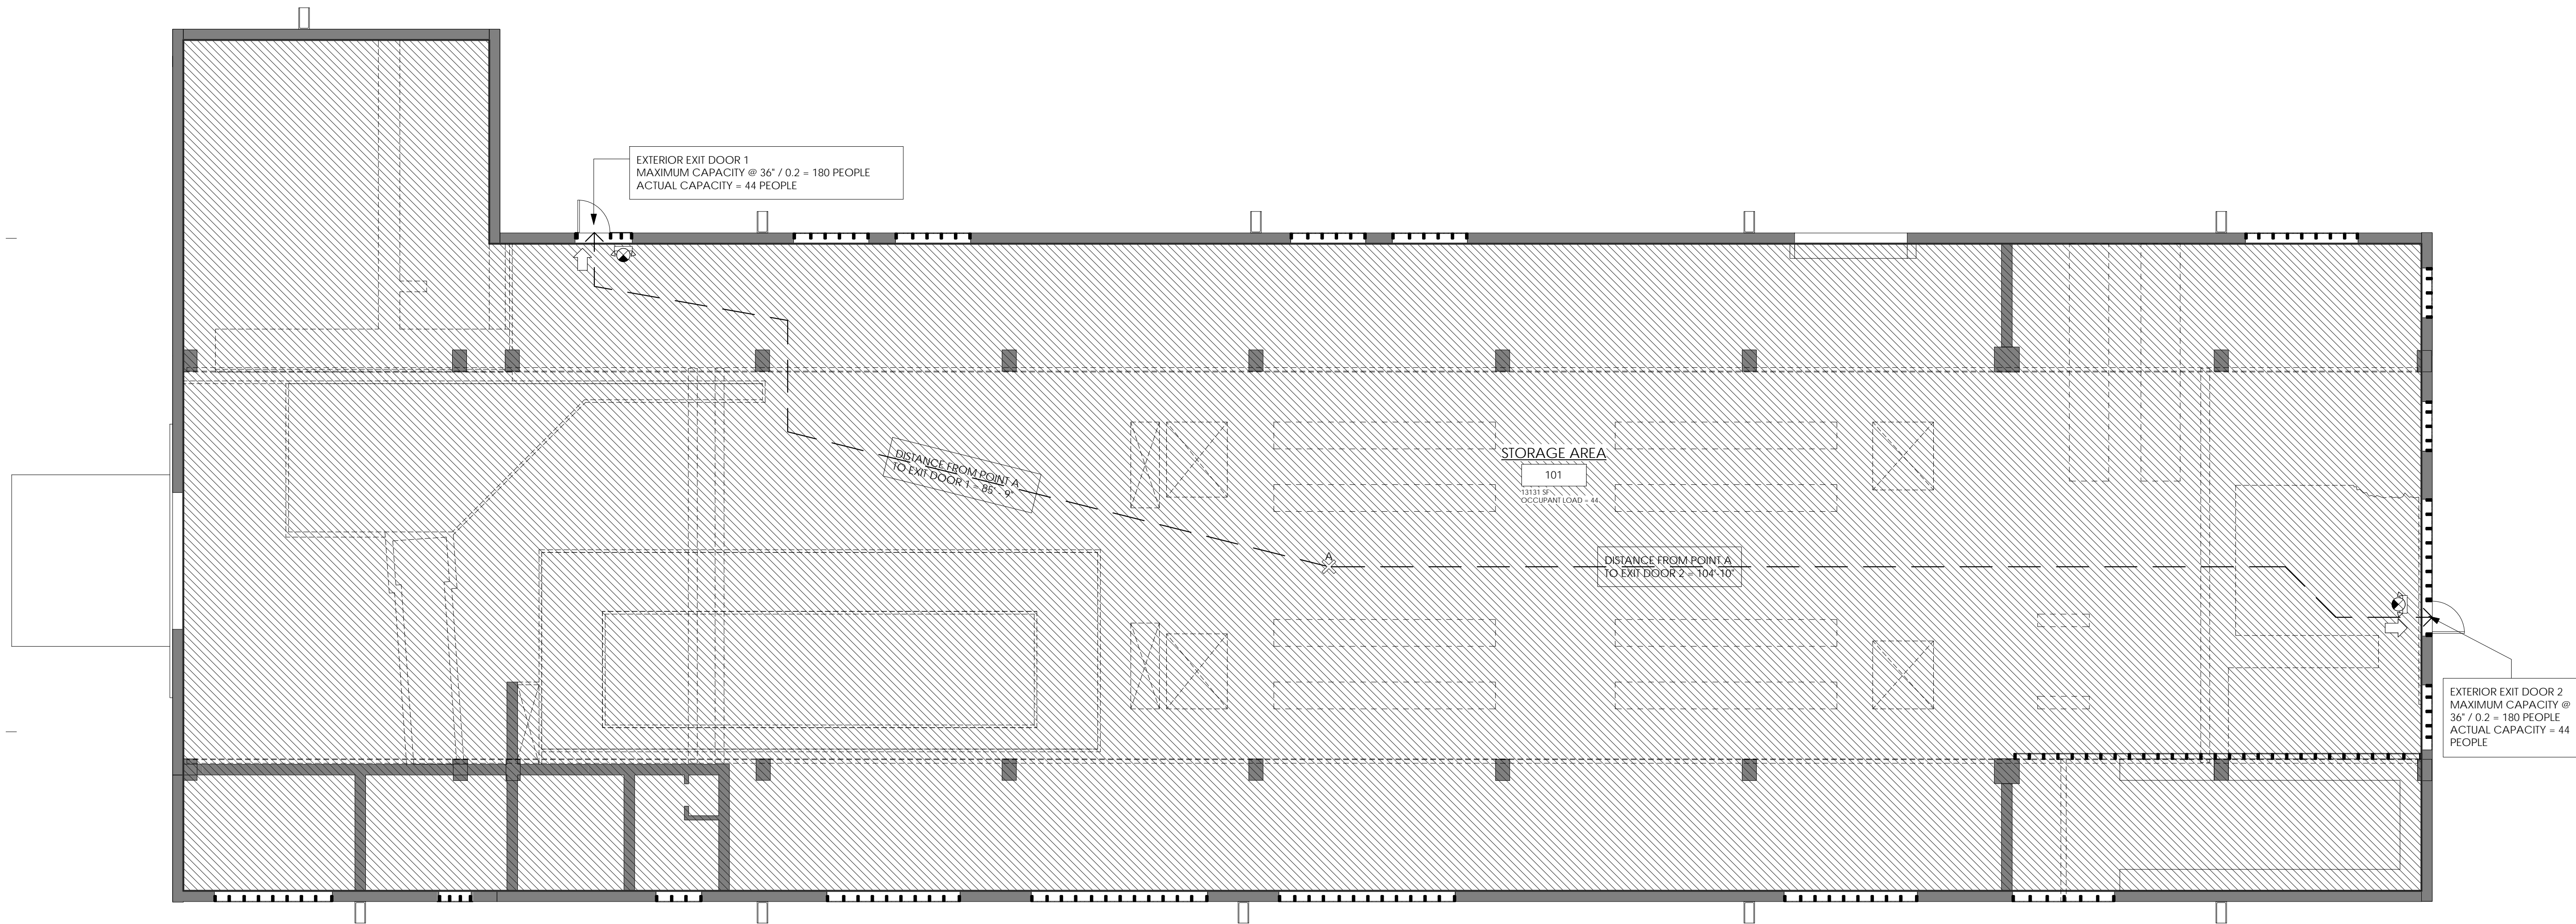 EXTERIOR EXIT DOOR 1
MAXIMUM CAPACITY @ 36" / 0.2 = 180 PEOPLE
ACTUAL CAPACITY = 44 PEOPLE
DISTANCE FROM POINT A
TO EXIT DOOR 1 = 85' - 9"
STORAGE AREA
101
13131 SF
OCCUPANT LOAD = 44
A
DISTANCE FROM POINT A
TO EXIT DOOR 2 = 104'-10"
EXTERIOR EXIT DOOR 2
MAXIMUM CAPACITY @
36" / 0.2 = 180 PEOPLE
ACTUAL CAPACITY = 44
PEOPLE